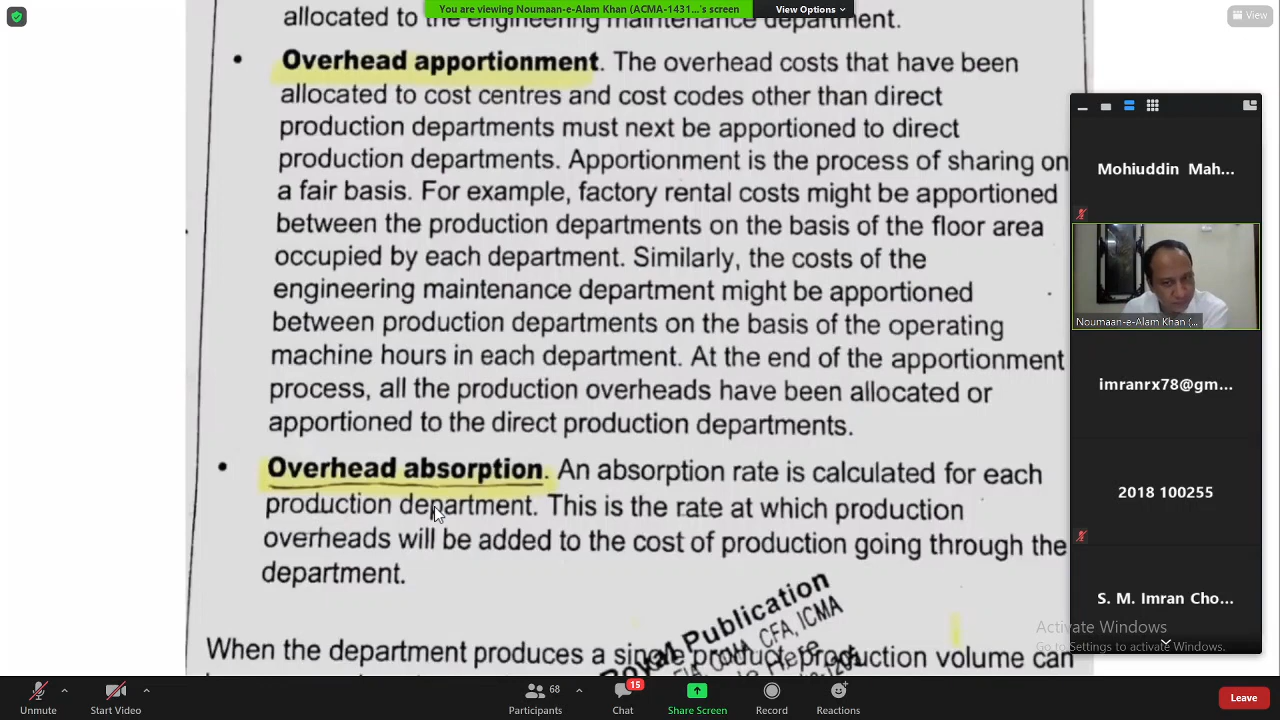 You are viewing Noumaan-e-Alam Khan (ACMA-1431...'s screen
View Options
View
allocated to the engineering maintenance department.
• Overhead apportionment. The overhead costs that have been
allocated to cost centres and cost codes other than direct
production departments must next be apportioned to direct
production departments. Apportionment is the process of sharing on
a fair basis. For example, factory rental costs might be apportioned
between the production departments on the basis of the floor area
occupied by each department. Similarly, the costs of the
engineering maintenance department might be apportioned
between production departments on the basis of the operating
machine hours in each department. At the end of the apportionment
process, all the production overheads have been allocated or
apportioned to the direct production departments.
• Overhead absorption. An absorption rate is calculated for each
production department. This is the rate at which production
overheads will be added to the cost of production going through the
department.
When the department produces a single product, production volume can
Publication
CFA, ICMA
Here
Mohiuddin Mah...
Noumaan-e-Alam Khan (...
imranrx78@gm...
2018 100255
S. M. Imran Cho...
Activate Windows
Go to Settings to activate Windows.
Unmute
Start Video
68
Participants
15
Chat
Share Screen
Record
Reactions
Leave